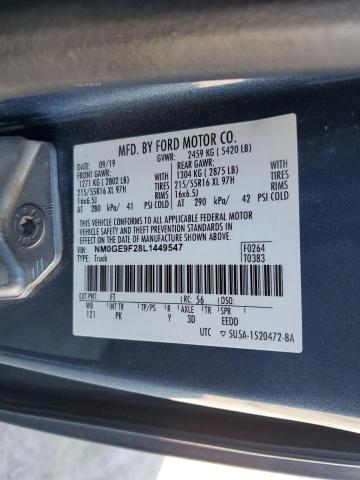 MFD. BY FORD MOTOR CO.
09/19 GVWR: 2459 KG ( 5420 LB)
FRONT GAWR: REAR GAWR:
1271 KG ( 2802 LB) WITH 1304 KG ( 2875 LB) WITH
215/55R16 XL 97H TIRES 215/55R16 XL 97H TIRES
16x6.5J RIMS 16x6.5J RIMS
AT 280 kPa/ 41 PSI COLD AT 290 kPa/ 42 PSI COLD
THIS VEHICLE CONFORMS TO ALL APPLICABLE FEDERAL MOTOR
VEHICLE SAFETY STANDARDS IN EFFECT ON THE DATE OF
MANUFACTURE SHOWN ABOVE.
VIN: NM0GE9F28L1449547 F0264
TYPE: Truck T0383
EXT PNT: FT RC: 56 DSO:
WB INT TR TP/PS R AXLE TR SPR
121 PK Y 3D EEDD
UTC 5U5A-1520472-BA